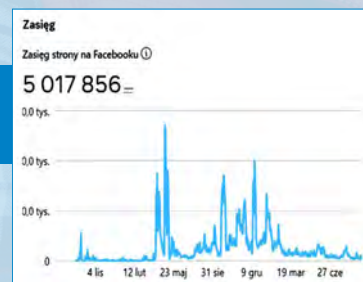 Zasięg
Zasięg strony na Facebooku
5 017 856
0,0 tys.
0,0 tys.
0,0 tys.
0
4 lis 12 lut 23 maj 31 sie 9 gru 19 mar 27 cze